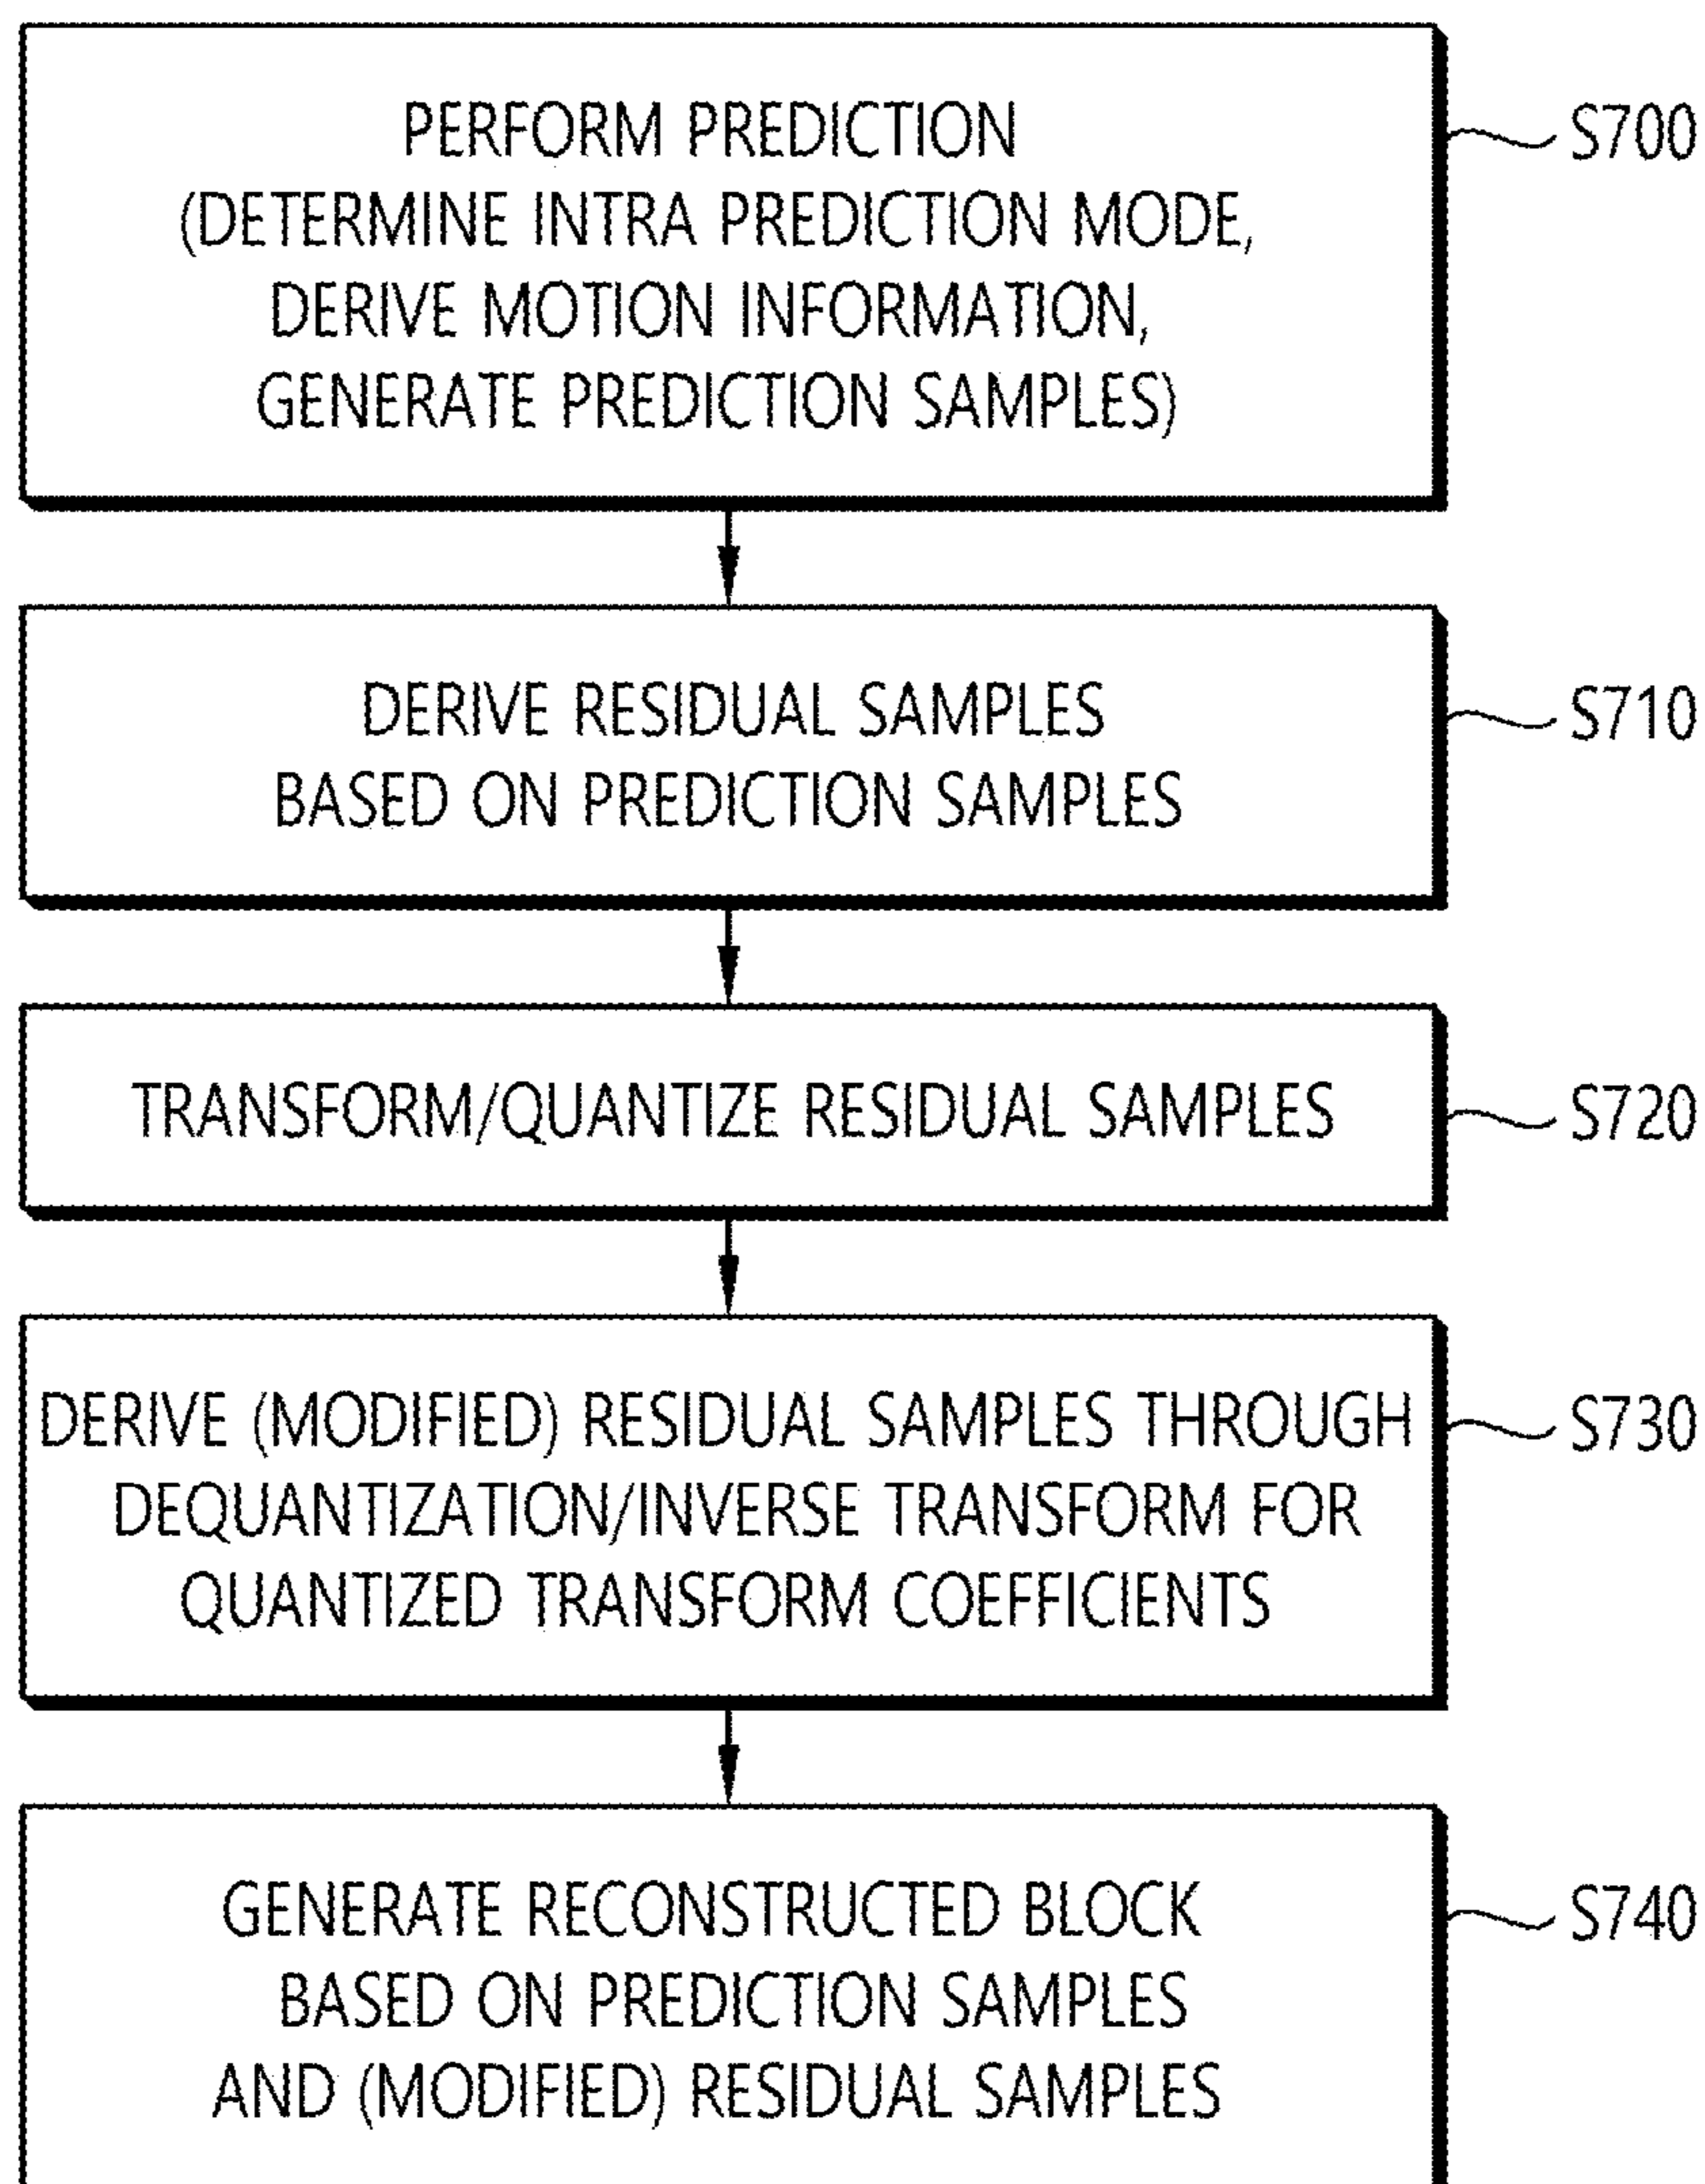 PERFORM PREDICTION
(DETERMINE INTRA PREDICTION MODE,
DERIVE MOTION INFORMATION,
GENERATE PREDICTION SAMPLES)
S700
DERIVE RESIDUAL SAMPLES
BASED ON PREDICTION SAMPLES
S710
TRANSFORM/QUANTIZE RESIDUAL SAMPLES
S720
DERIVE (MODIFIED) RESIDUAL SAMPLES THROUGH
DEQUANTIZATION/INVERSE TRANSFORM FOR
QUANTIZED TRANSFORM COEFFICIENTS
S730
GENERATE RECONSTRUCTED BLOCK
BASED ON PREDICTION SAMPLES
AND (MODIFIED) RESIDUAL SAMPLES
S740